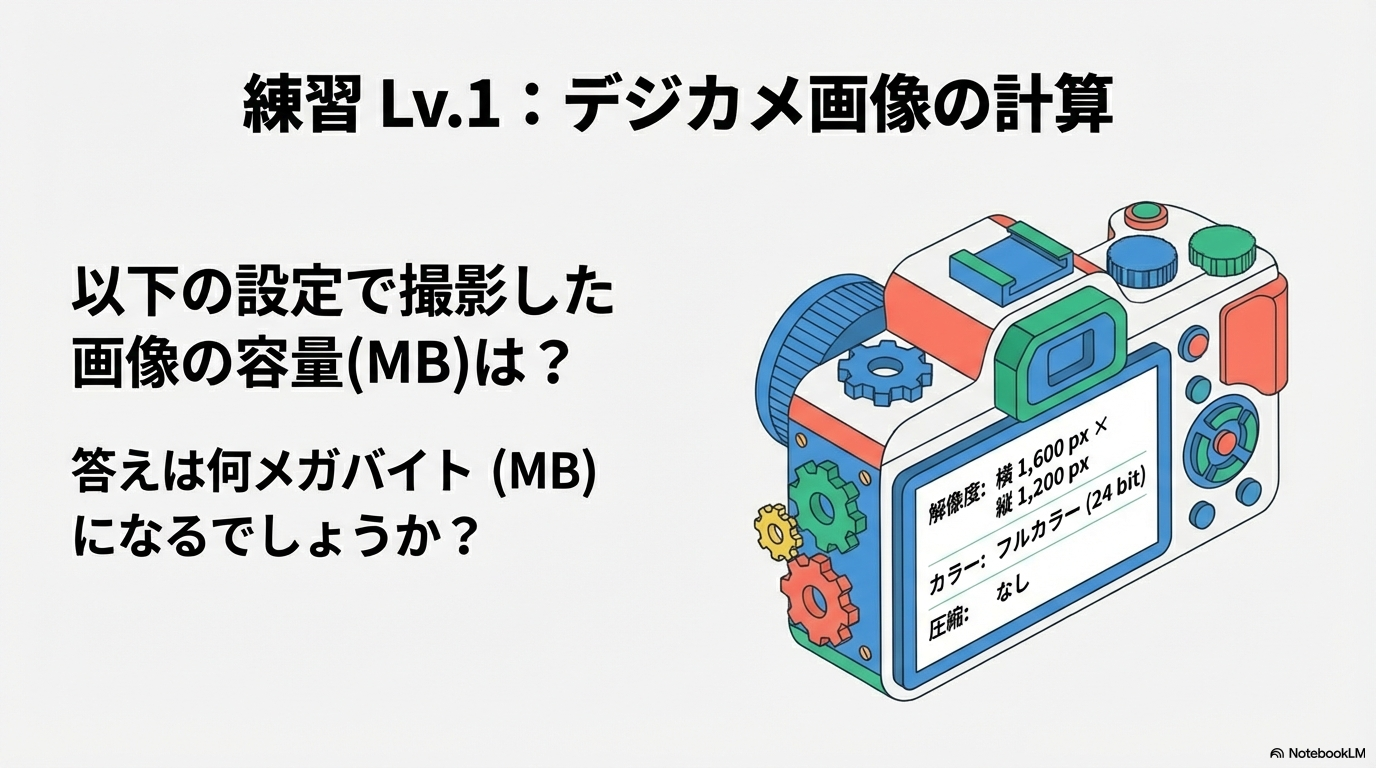 練習 Lv.1：デジカメ画像の計算
以下の設定で撮影した
画像の容量(MB)は？
答えは何メガバイト (MB)
になるでしょうか？
解像度: 横 1,600 px ×
縦 1,200 px
カラー: フルカラー (24 bit)
圧縮: なし
NotebookLM